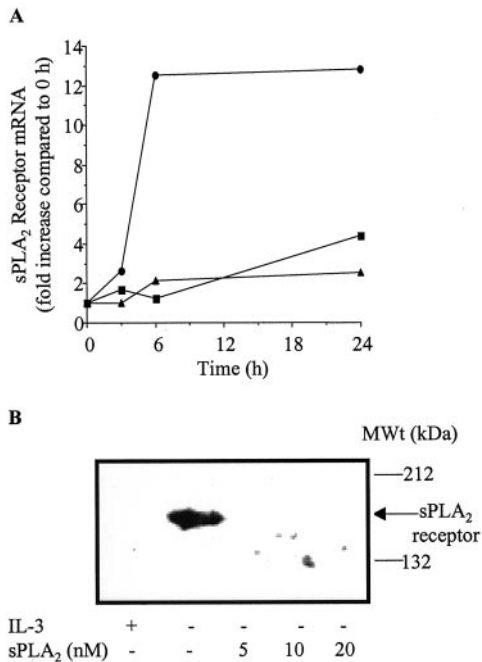 A
sPLA₂ Receptor mRNA
(fold increase compared to 0 h)
14
12
10
8
6
4
2
0
0 6 12 18 24
Time (h)
B
MWt (kDa)
212
sPLA₂
receptor
132
IL-3 + - - - -
sPLA₂ (nM) - - 5 10 20